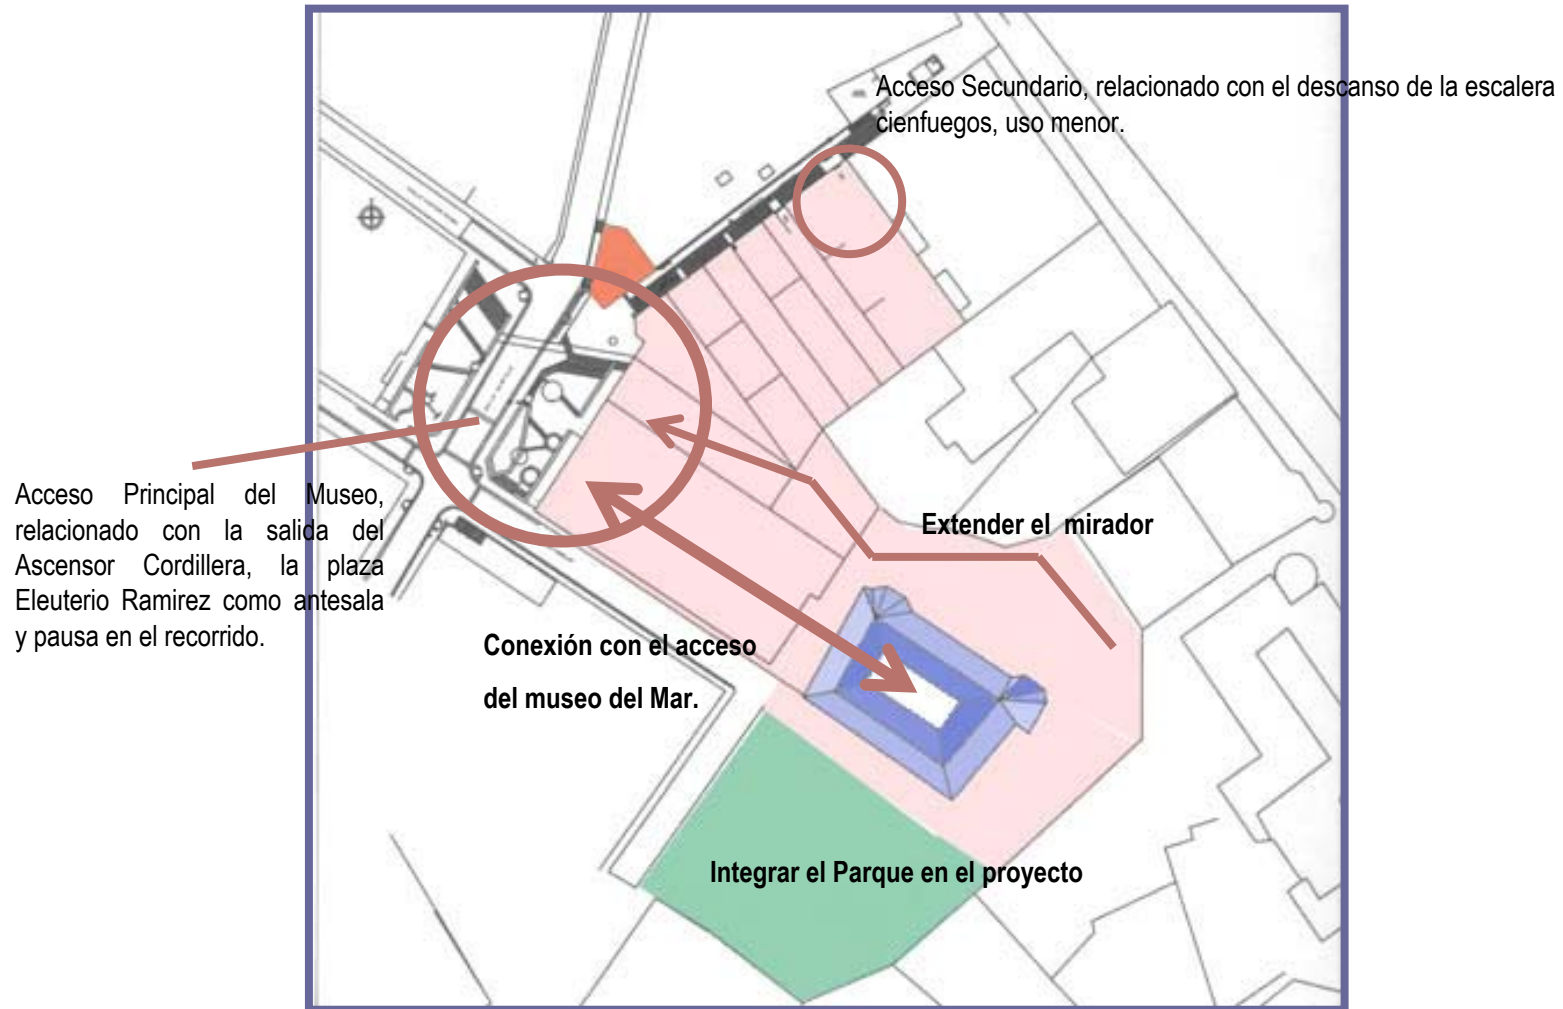 Acceso Secundario, relacionado con el descanso de la escalera
cienfuegos, uso menor.
Acceso Principal del Museo,
relacionado con la salida del
Ascensor Cordillera, la plaza
Eleuterio Ramirez como antesala
y pausa en el recorrido.
Extender el mirador
Conexión con el acceso
del museo del Mar.
Integrar el Parque en el proyecto